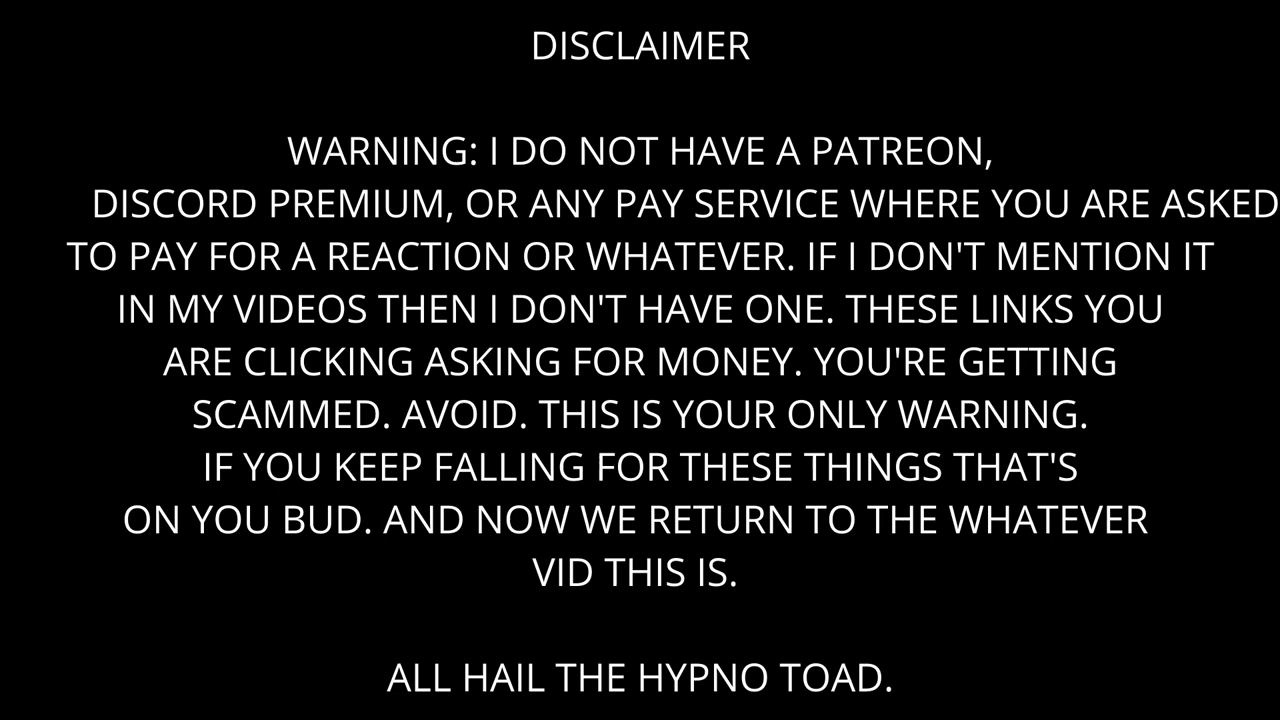 DISCLAIMER
WARNING: I DO NOT HAVE A PATREON,
DISCORD PREMIUM, OR ANY PAY SERVICE WHERE YOU ARE ASKED
TO PAY FOR A REACTION OR WHATEVER. IF I DON'T MENTION IT
IN MY VIDEOS THEN I DON'T HAVE ONE. THESE LINKS YOU
ARE CLICKING ASKING FOR MONEY. YOU'RE GETTING
SCAMMED. AVOID. THIS IS YOUR ONLY WARNING.
IF YOU KEEP FALLING FOR THESE THINGS THAT'S
ON YOU BUD. AND NOW WE RETURN TO THE WHATEVER
VID THIS IS.
ALL HAIL THE HYPNO TOAD.